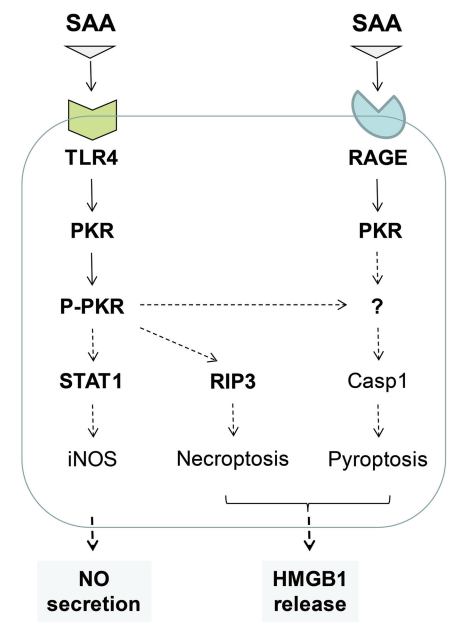 SAA SAA
TLR4 RAGE
PKR PKR
P-PKR ?
STAT1 RIP3 Casp1
iNOS Necroptosis Pyroptosis
NO HMGB1
secretion release